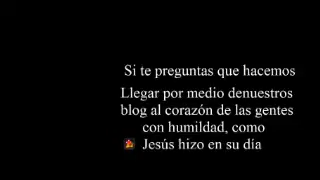 Si te preguntas que hacemos
Llegar por medio denuestros
blog al corazón de las gentes
con humildad, como
Jesús hizo en su día